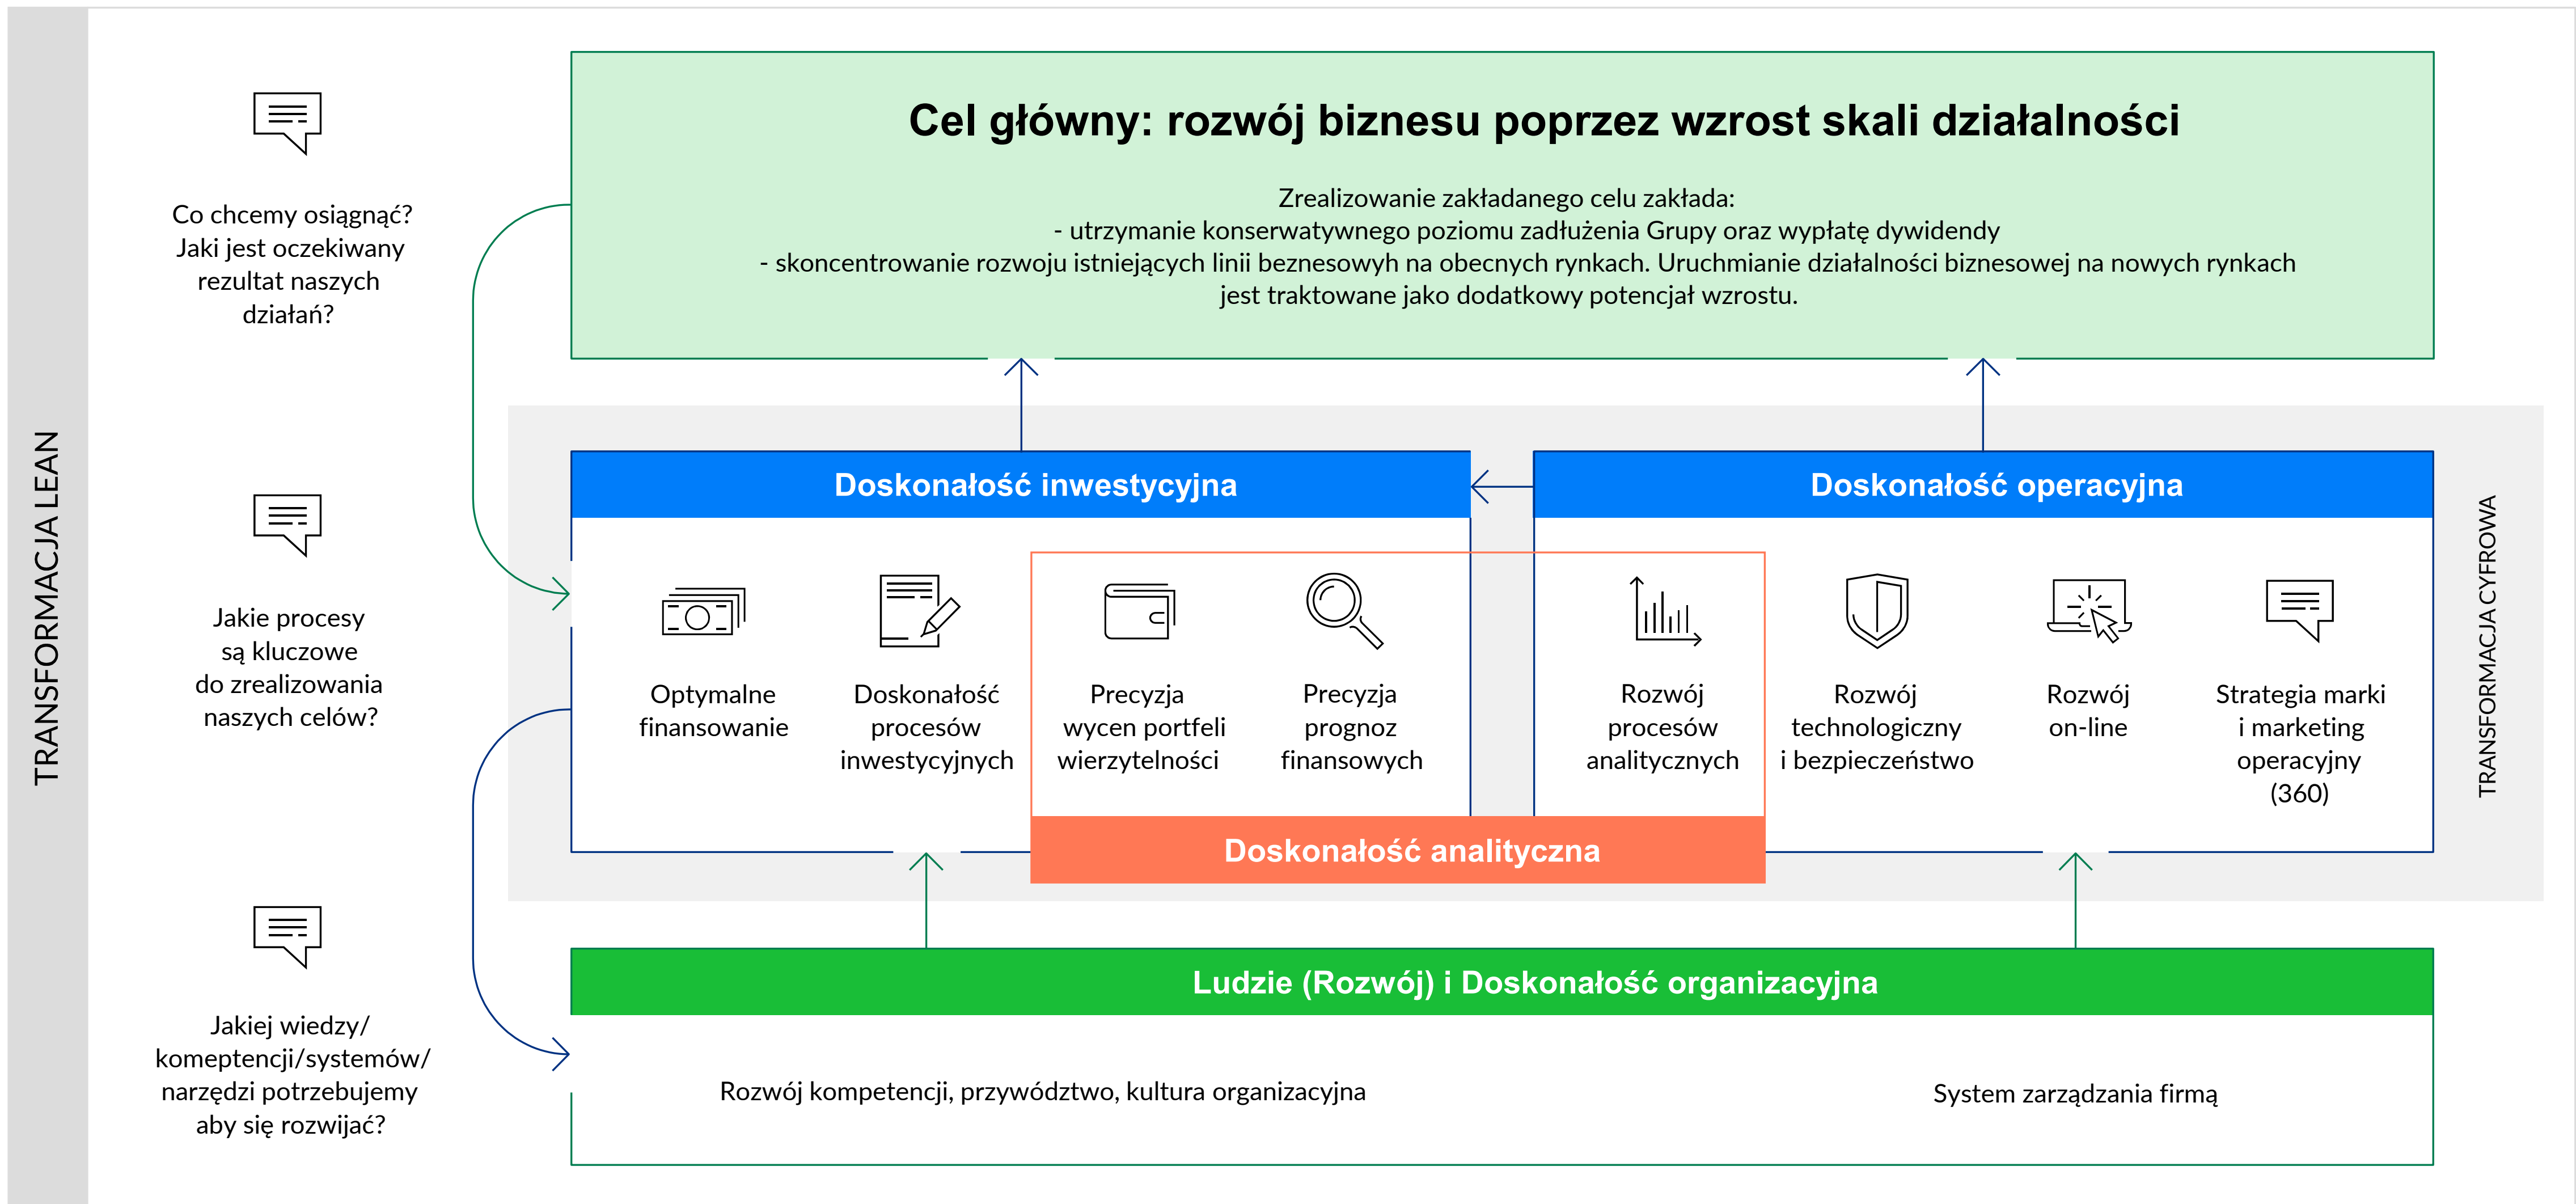 TRANSFORMACJA LEAN
Co chcemy osiągnąć?
Jaki jest oczekiwany
rezultat naszych
działań?
Cel główny: rozwój biznesu poprzez wzrost skali działalności
Zrealizowanie zakładanego celu zakłada:
- utrzymanie konserwatywnego poziomu zadłużenia Grupy oraz wypłatę dywidendy
- skoncentrowanie rozwoju istniejących linii beznesowyh na obecnych rynkach. Uruchmianie działalności biznesowej na nowych rynkach
jest traktowane jako dodatkowy potencjał wzrostu.
Jakie procesy
są kluczowe
do zrealizowania
naszych celów?
Doskonałość inwestycyjna
Optymalne
finansowanie
Doskonałość
procesów
inwestycyjnych
Precyzja
wycen portfeli
wierzytelności
Precyzja
prognoz
finansowych
Doskonałość operacyjna
Rozwój
procesów
analitycznych
Rozwój
technologiczny
i bezpieczeństwo
Rozwój
on-line
Strategia marki
i marketing
operacyjny
(360)
Doskonałość analityczna
TRANSFORMACJA CYFROWA
Jakiej wiedzy/
komeptencji/systemów/
narzędzi potrzebujemy
aby się rozwijać?
Ludzie (Rozwój) i Doskonałość organizacyjna
Rozwój kompetencji, przywództwo, kultura organizacyjna
System zarządzania firmą